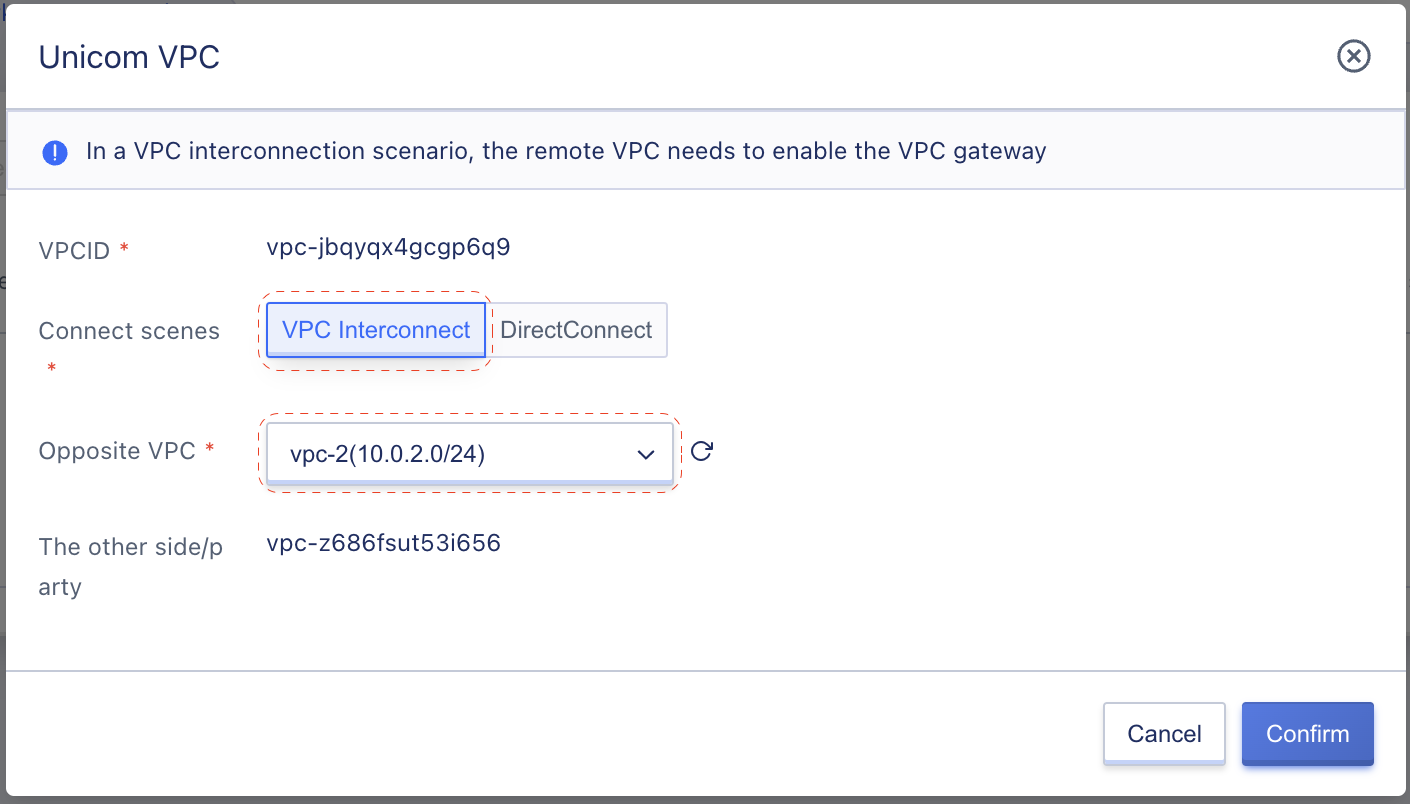 Unicom VPC
In a VPC interconnection scenario, the remote VPC needs to enable the VPC gateway
VPCID *
vpc-jbqyqx4gcgp6q9
Connect scenes
*
VPC Interconnect
DirectConnect
Opposite VPC *
vpc-2(10.0.2.0/24)
The other side/p
arty
vpc-z686fsut53i656
Cancel
Confirm